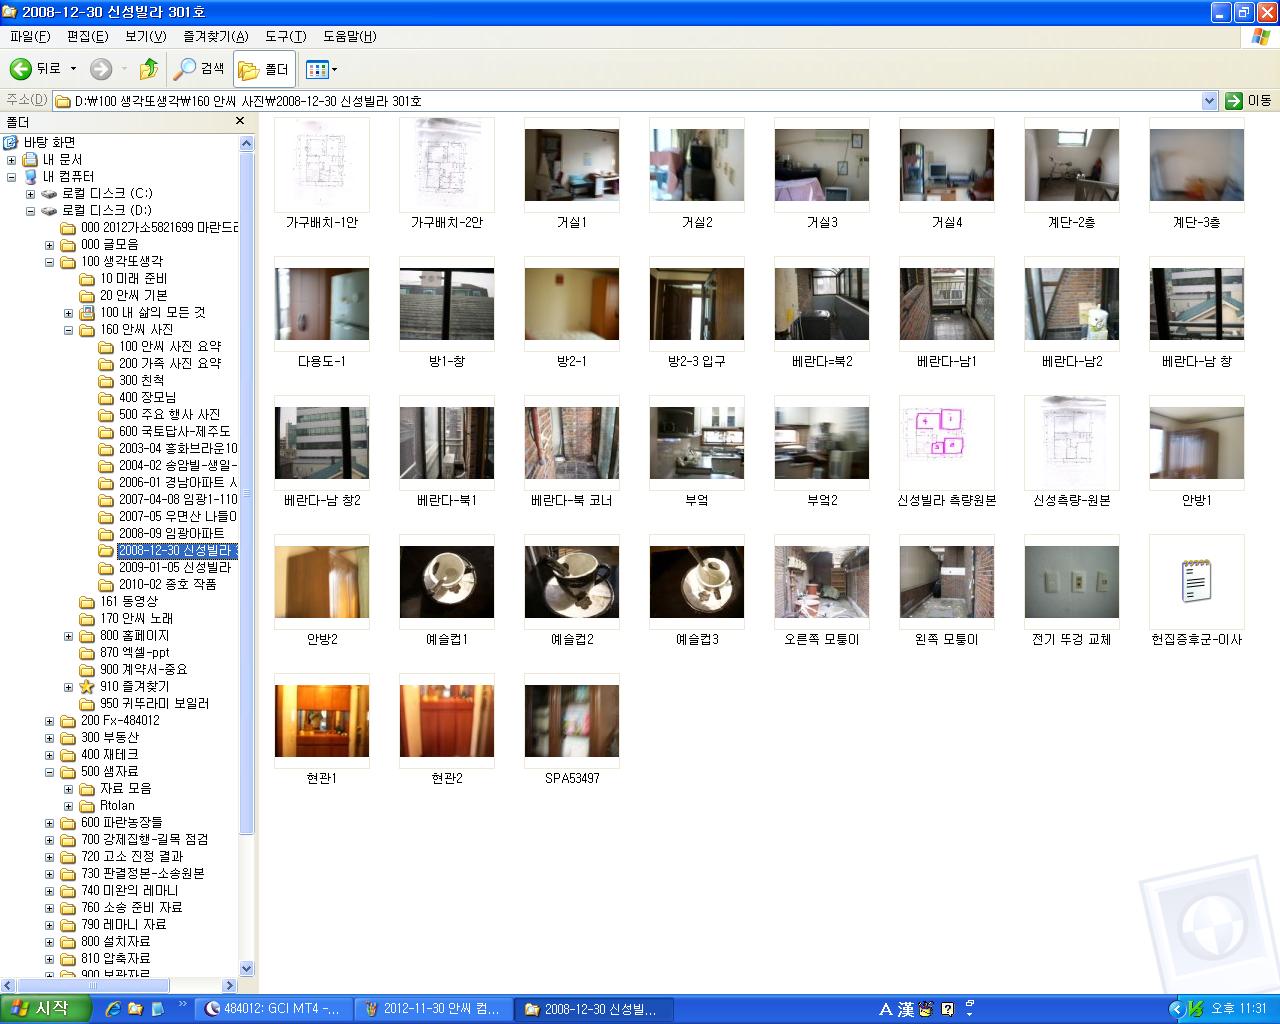 2008-12-30 신성빌라 301호
파일(F) 편집(E) 보기(V) 즐겨찾기(A) 도구(T) 도움말(H)
뒤로 검색 폴더
주소(D) D:\100 생각또생각\160 안씨 사진\2008-12-30 신성빌라 301호 이동
폴더
바탕 화면
내 문서
내 컴퓨터
로컬 디스크 (C:)
로컬 디스크 (D:)
000 2012가소5821699 마란드
000 글모음
100 생각또생각
10 미래 준비
20 안씨 기본
100 내 삶의 모든 것
160 안씨 사진
100 안씨 사진 요약
200 가족 사진 요약
300 친척
400 장모님
500 주요 행사 사진
600 국토답사-제주도
2003-04 흥화브라운10
2004-02 송암빌-생일-
2006-01 경남아파트
2007-04-08 임광1-110
2007-05 우면산 나들이
2008-09 임광아파트
2008-12-30 신성빌라
2009-01-05 신성빌라
2010-02 종호 작품
161 동영상
170 안씨 노래
800 홈페이지
870 엑셀-ppt
900 계약서-중요
910 즐겨찾기
950 귀뚜라미 보일러
200 Fx-484012
300 부동산
400 재테크
500 샘자료
자료 모음
Rtolan
600 파란농장들
700 강제집행-길목 점검
720 고소 진정 결과
730 판결정본-소송원본
740 미완의 레마니
760 소송 준비 자료
790 레마니 자료
800 설치자료
810 압축자료
900 보관자료
가구배치-1안 가구배치-2안 거실1 거실2 거실3 거실4 계단-2층 계단-3층
다용도-1 방1-창 방2-1 방2-3 입구 베란다=북2 베란다-남1 베란다-남2 베란다-남 창
베란다-남 창2 베란다-북1 베란다-북 코너 부엌 부엌2 신성빌라 측량원본 신성측량-원본 안방1
안방2 예슬컵1 예슬컵2 예슬컵3 오른쪽 모퉁이 왼쪽 모퉁이 전기 뚜껑 교체 헌집증후군-이사
현관1 현관2 SPA53497
시작 484012: GCI MT4 -... 2012-11-30 안씨 컴... 2008-12-30 신성빌... A 漢 오후 11:31